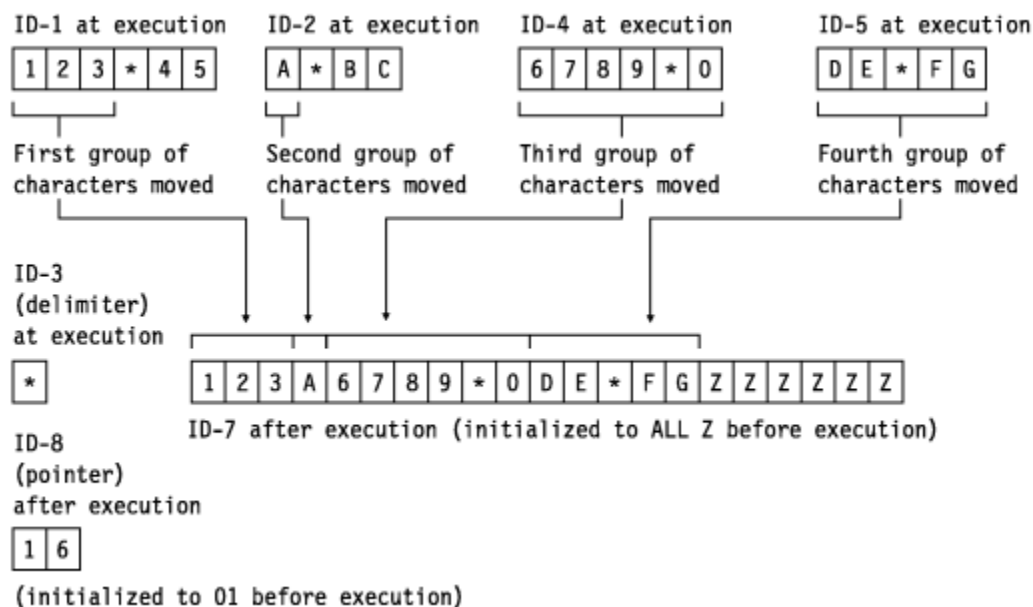 ID-1 at execution ID-2 at execution ID-4 at execution ID-5 at execution
1 2 3 * 4 5 A * B C 6 7 8 9 * 0 D E * F G
First group of Second group of Third group of Fourth group of
characters moved characters moved characters moved characters moved
ID-3
(delimiter)
at execution
* 1 2 3 A 6 7 8 9 * 0 D E * F G Z Z Z Z Z Z
ID-7 after execution (initialized to ALL Z before execution)
ID-8
(pointer)
after execution
1 6
(initialized to 01 before execution)